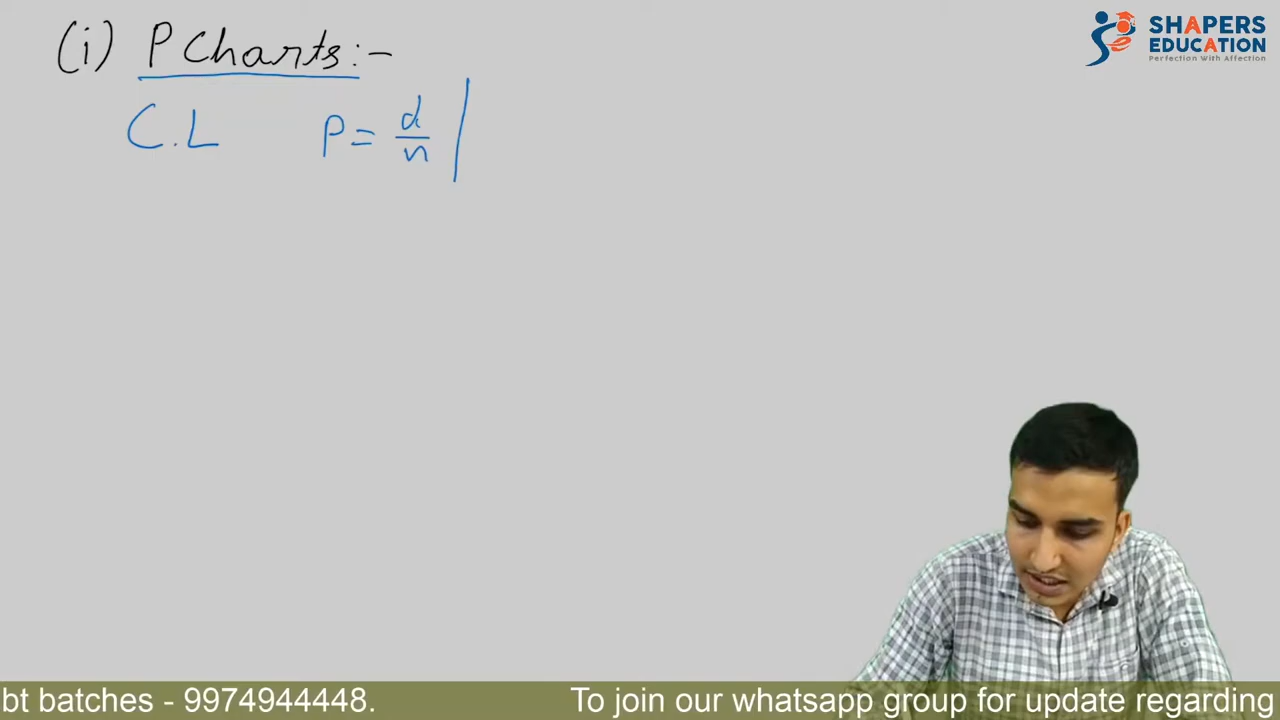 (i) P Charts:-
C.L P = d/n |
SHAPERS
EDUCATION
Perfection With Affection
bt batches - 9974944448. To join our whatsapp group for update regarding